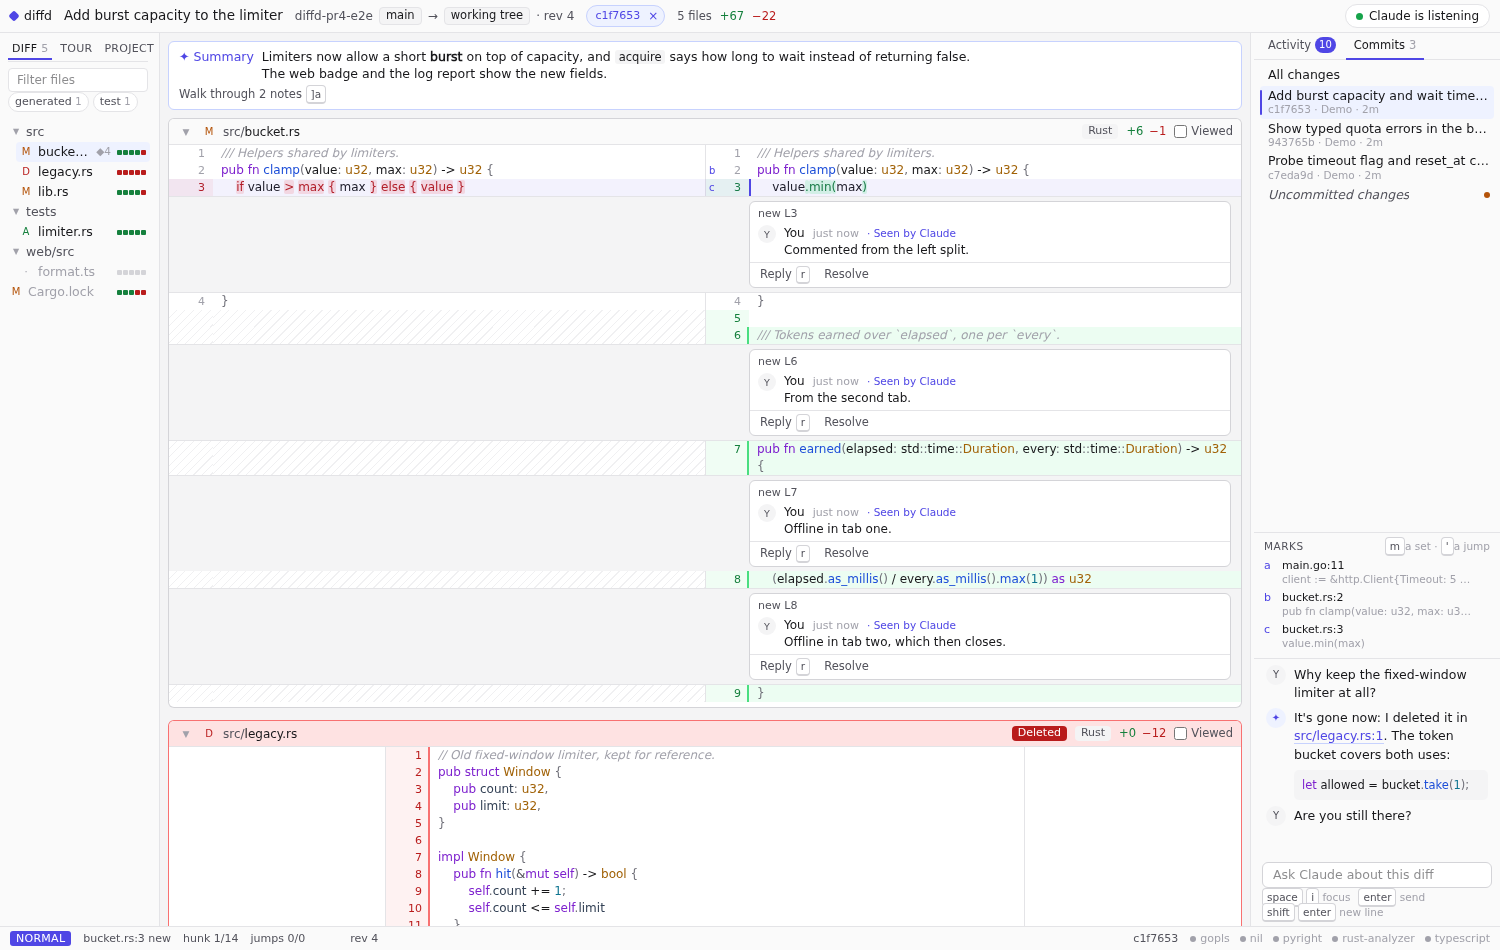 diffd Add burst capacity to the limiter diffd-pr4-e2e main → working tree · rev 4 c1f7653 × 5 files +67 −22 Claude is listening
DIFF 5 TOUR PROJECT
Filter files
generated 1 test 1
src
M bucke… ◆4
D legacy.rs
M lib.rs
tests
A limiter.rs
web/src
· format.ts
M Cargo.lock
✦ Summary Limiters now allow a short burst on top of capacity, and acquire says how long to wait instead of returning false.
The web badge and the log report show the new fields.
Walk through 2 notes ]a
M src/bucket.rs Rust +6 −1 Viewed
1 /// Helpers shared by limiters. 1 /// Helpers shared by limiters.
2 pub fn clamp(value: u32, max: u32) -> u32 { b 2 pub fn clamp(value: u32, max: u32) -> u32 {
3 if value > max { max } else { value } c 3 value.min(max)
new L3
Y You just now · Seen by Claude
Commented from the left split.
Reply r Resolve
4 } 4 }
5
6 /// Tokens earned over `elapsed`, one per `every`.
new L6
Y You just now · Seen by Claude
From the second tab.
Reply r Resolve
7 pub fn earned(elapsed: std::time::Duration, every: std::time::Duration) -> u32
{
new L7
Y You just now · Seen by Claude
Offline in tab one.
Reply r Resolve
8 (elapsed.as_millis() / every.as_millis().max(1)) as u32
new L8
Y You just now · Seen by Claude
Offline in tab two, which then closes.
Reply r Resolve
9 }
D src/legacy.rs Deleted Rust +0 −12 Viewed
1 // Old fixed-window limiter, kept for reference.
2 pub struct Window {
3 pub count: u32,
4 pub limit: u32,
5 }
6
7 impl Window {
8 pub fn hit(&mut self) -> bool {
9 self.count += 1;
10 self.count <= self.limit
11 }
Activity 10 Commits 3
All changes
Add burst capacity and wait time…
c1f7653 · Demo · 2m
Show typed quota errors in the b…
943765b · Demo · 2m
Probe timeout flag and reset_at c…
c7eda9d · Demo · 2m
Uncommitted changes
MARKS m a set · ' a jump
a main.go:11
client := &http.Client{Timeout: 5 …
b bucket.rs:2
pub fn clamp(value: u32, max: u3…
c bucket.rs:3
value.min(max)
Y Why keep the fixed-window
limiter at all?
✦ It's gone now: I deleted it in
src/legacy.rs:1. The token
bucket covers both uses:
let allowed = bucket.take(1);
Y Are you still there?
Ask Claude about this diff
space i focus enter send
shift enter new line
NORMAL bucket.rs:3 new hunk 1/14 jumps 0/0 rev 4 c1f7653 gopls nil pyright rust-analyzer typescript